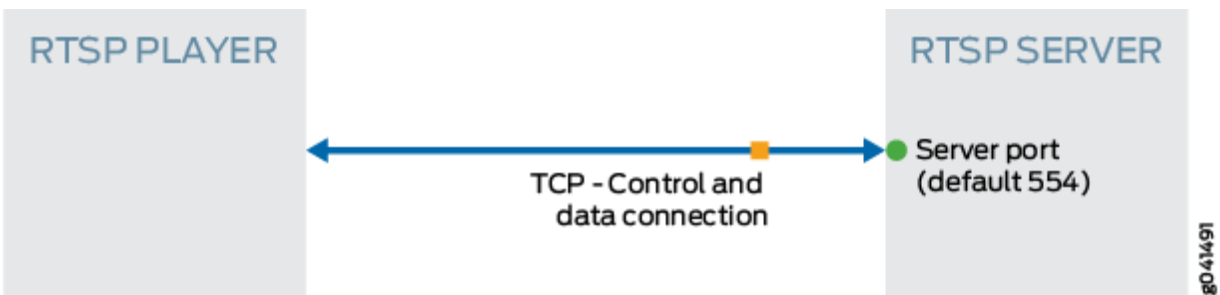 RTSP PLAYER
RTSP SERVER
Server port
(default 554)
TCP - Control and
data connection
g041491